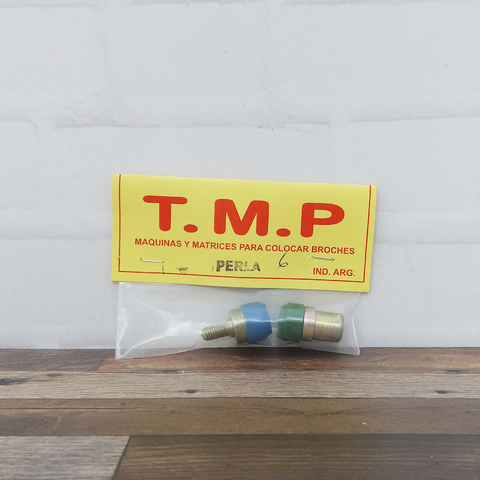 T.M.P
MAQUINAS Y MATRICES PARA COLOCAR BROCHES
PERLA 6
IND. ARG.